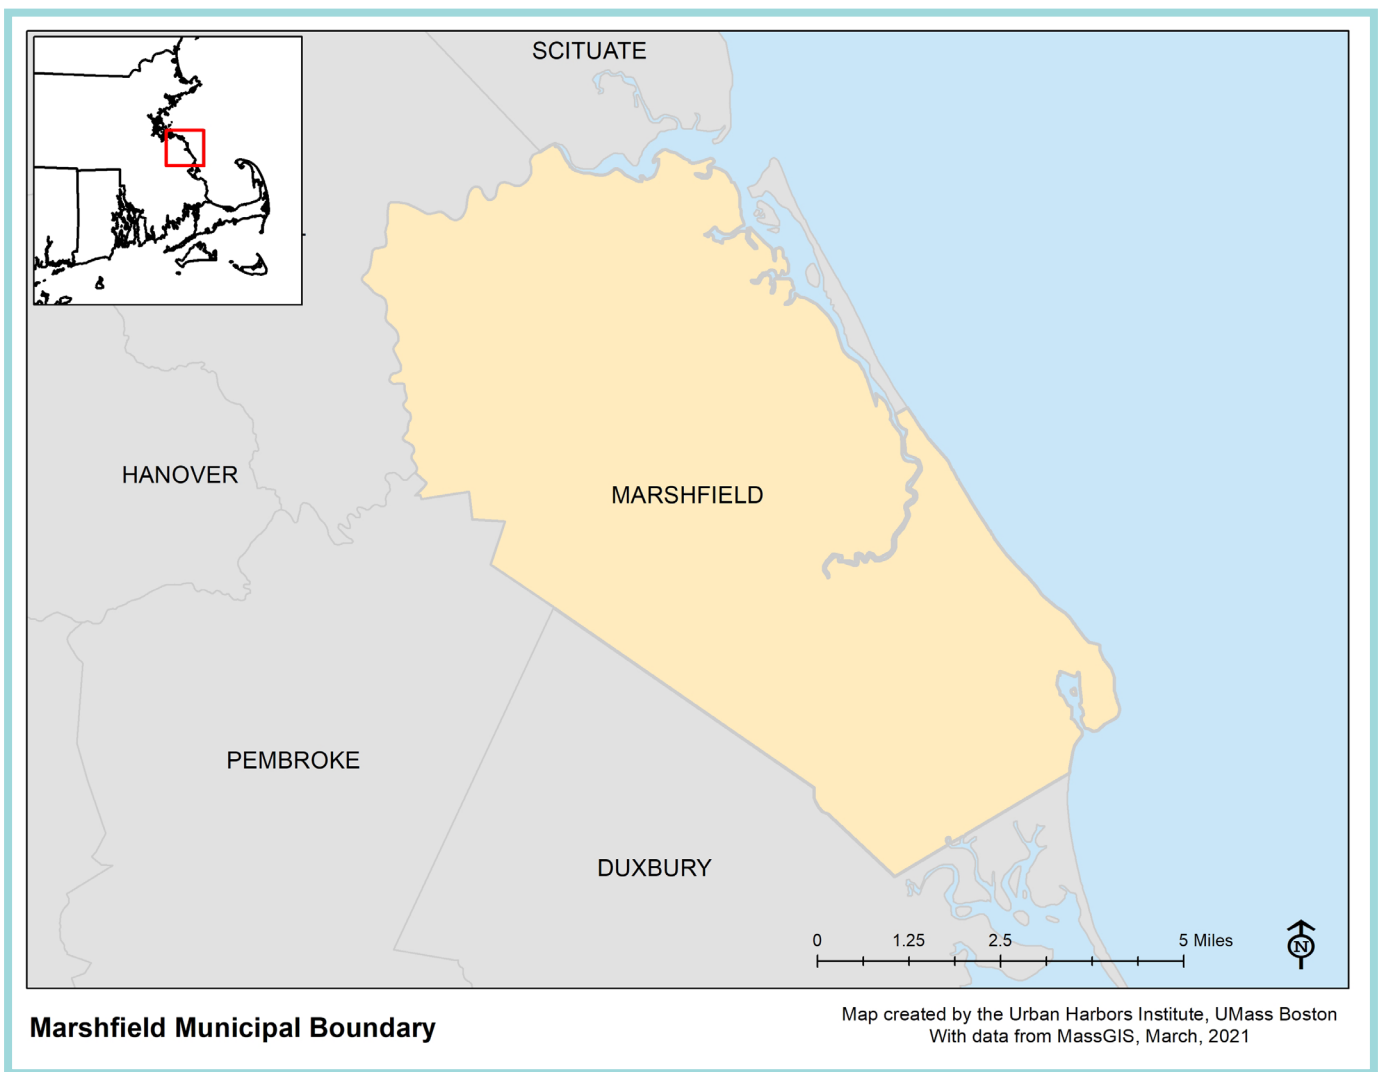 SCITUATE
HANOVER
MARSHFIELD
PEMBROKE
DUXBURY
0 1.25 2.5 5 Miles
N
Marshfield Municipal Boundary
Map created by the Urban Harbors Institute, UMass Boston
With data from MassGIS, March, 2021